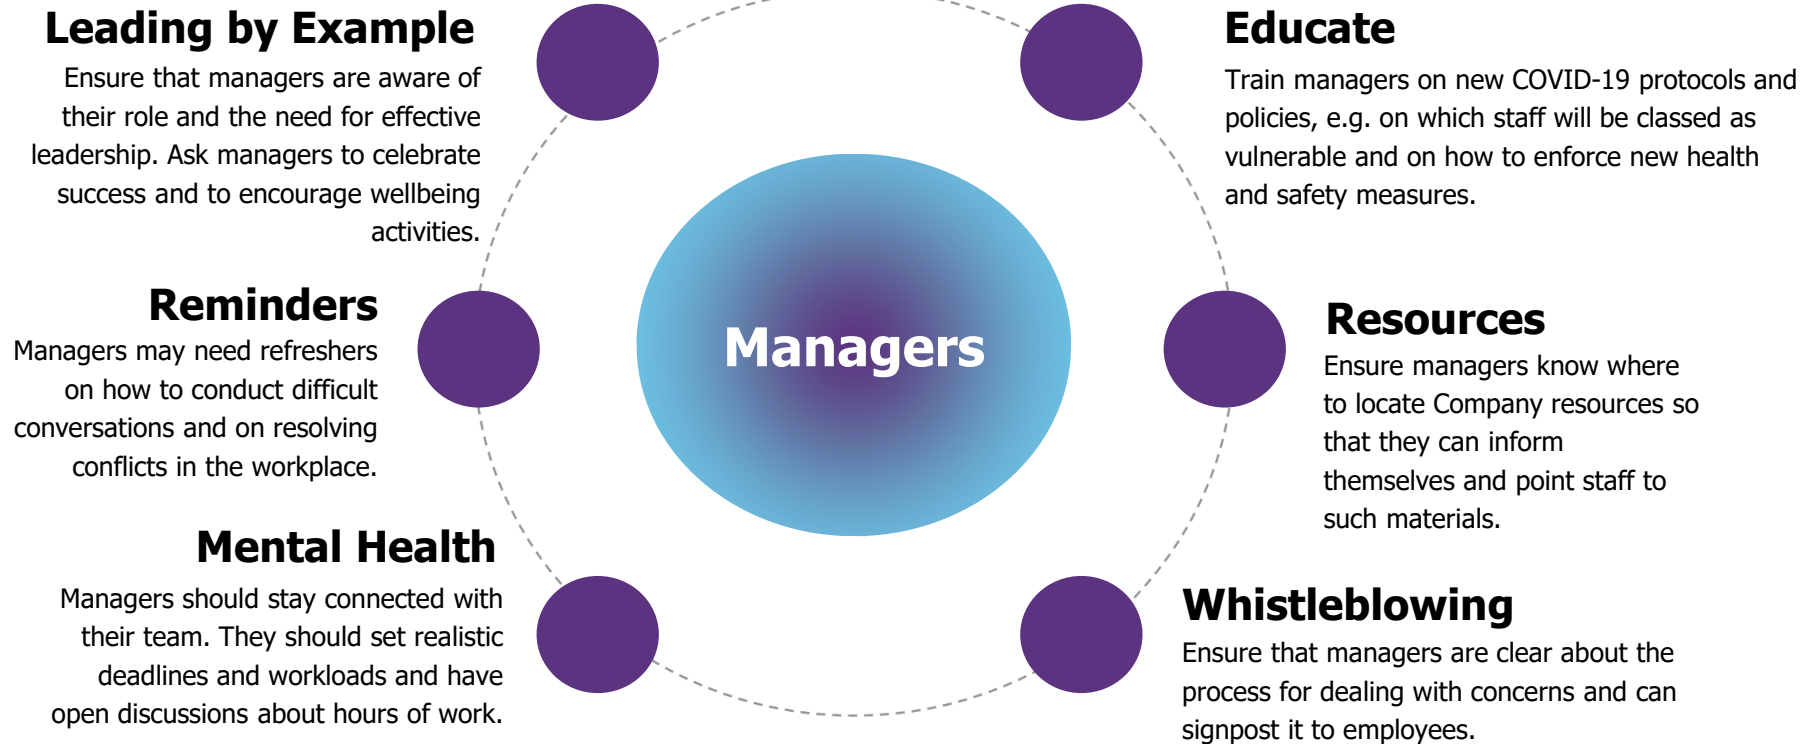 Leading by Example
Ensure that managers are aware of
their role and the need for effective
leadership. Ask managers to celebrate
success and to encourage wellbeing
activities.
Reminders
Managers may need refreshers
on how to conduct difficult
conversations and on resolving
conflicts in the workplace.
Mental Health
Managers should stay connected with
their team. They should set realistic
deadlines and workloads and have
open discussions about hours of work.
Managers
Educate
Train managers on new COVID-19 protocols and
policies, e.g. on which staff will be classed as
vulnerable and on how to enforce new health
and safety measures.
Resources
Ensure managers know where
to locate Company resources so
that they can inform
themselves and point staff to
such materials.
Whistleblowing
Ensure that managers are clear about the
process for dealing with concerns and can
signpost it to employees.